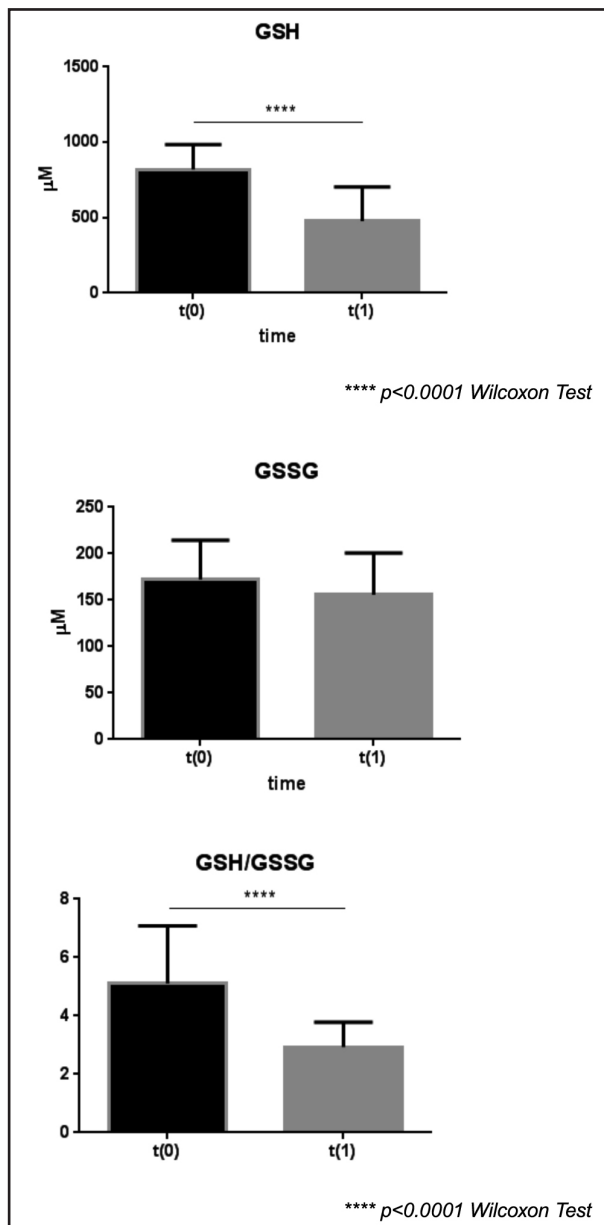 GSH
1500
****
1000
μM
500
0
t(0) t(1)
time
**** p<0.0001 Wilcoxon Test
GSSG
250
200
150
μM
100
50
0
t(0) t(1)
time
GSH/GSSG
****
8
6
4
2
0
t(0) t(1)
**** p<0.0001 Wilcoxon Test